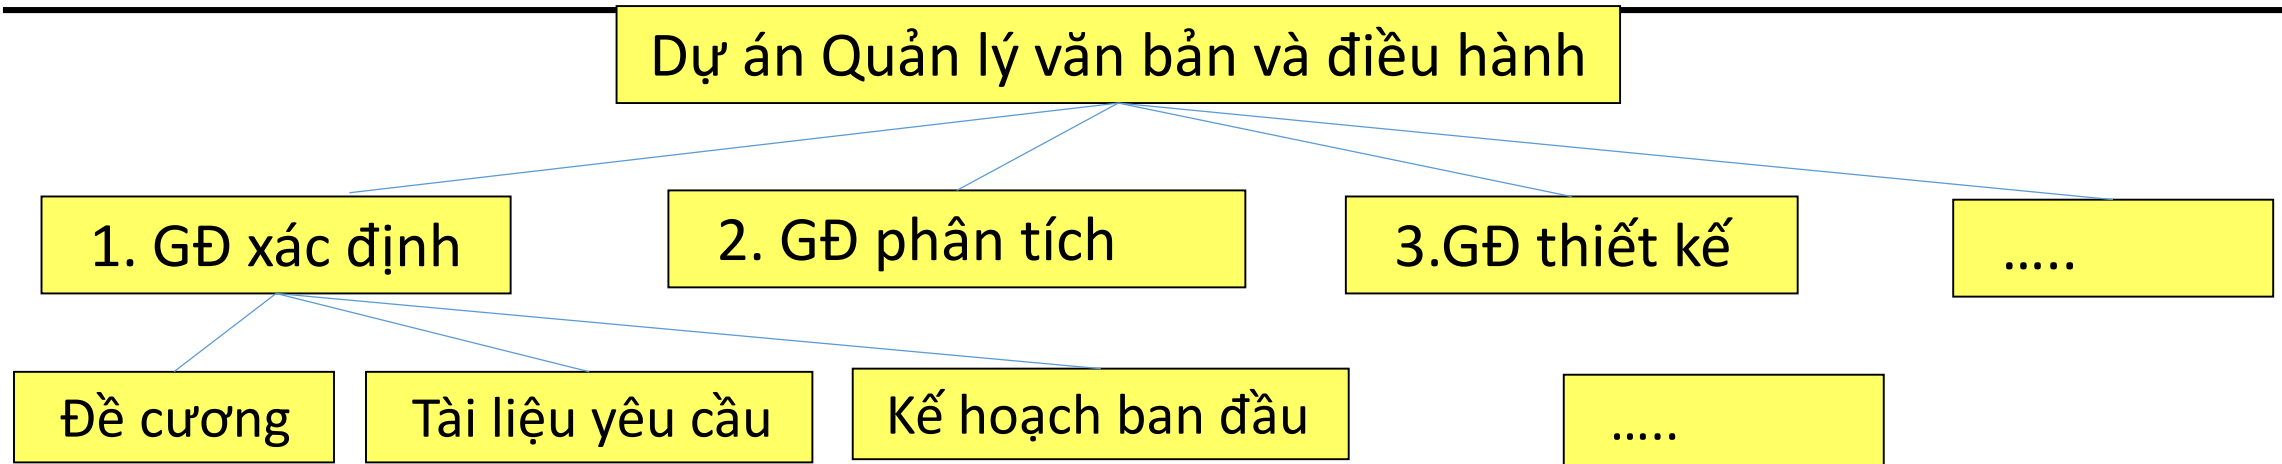 Dự án Quản lý văn bản và điều hành
1. GĐ xác định
2. GĐ phân tích
3.GĐ thiết kế
.....
Đề cương
Tài liệu yêu cầu
Kế hoạch ban đầu
.....